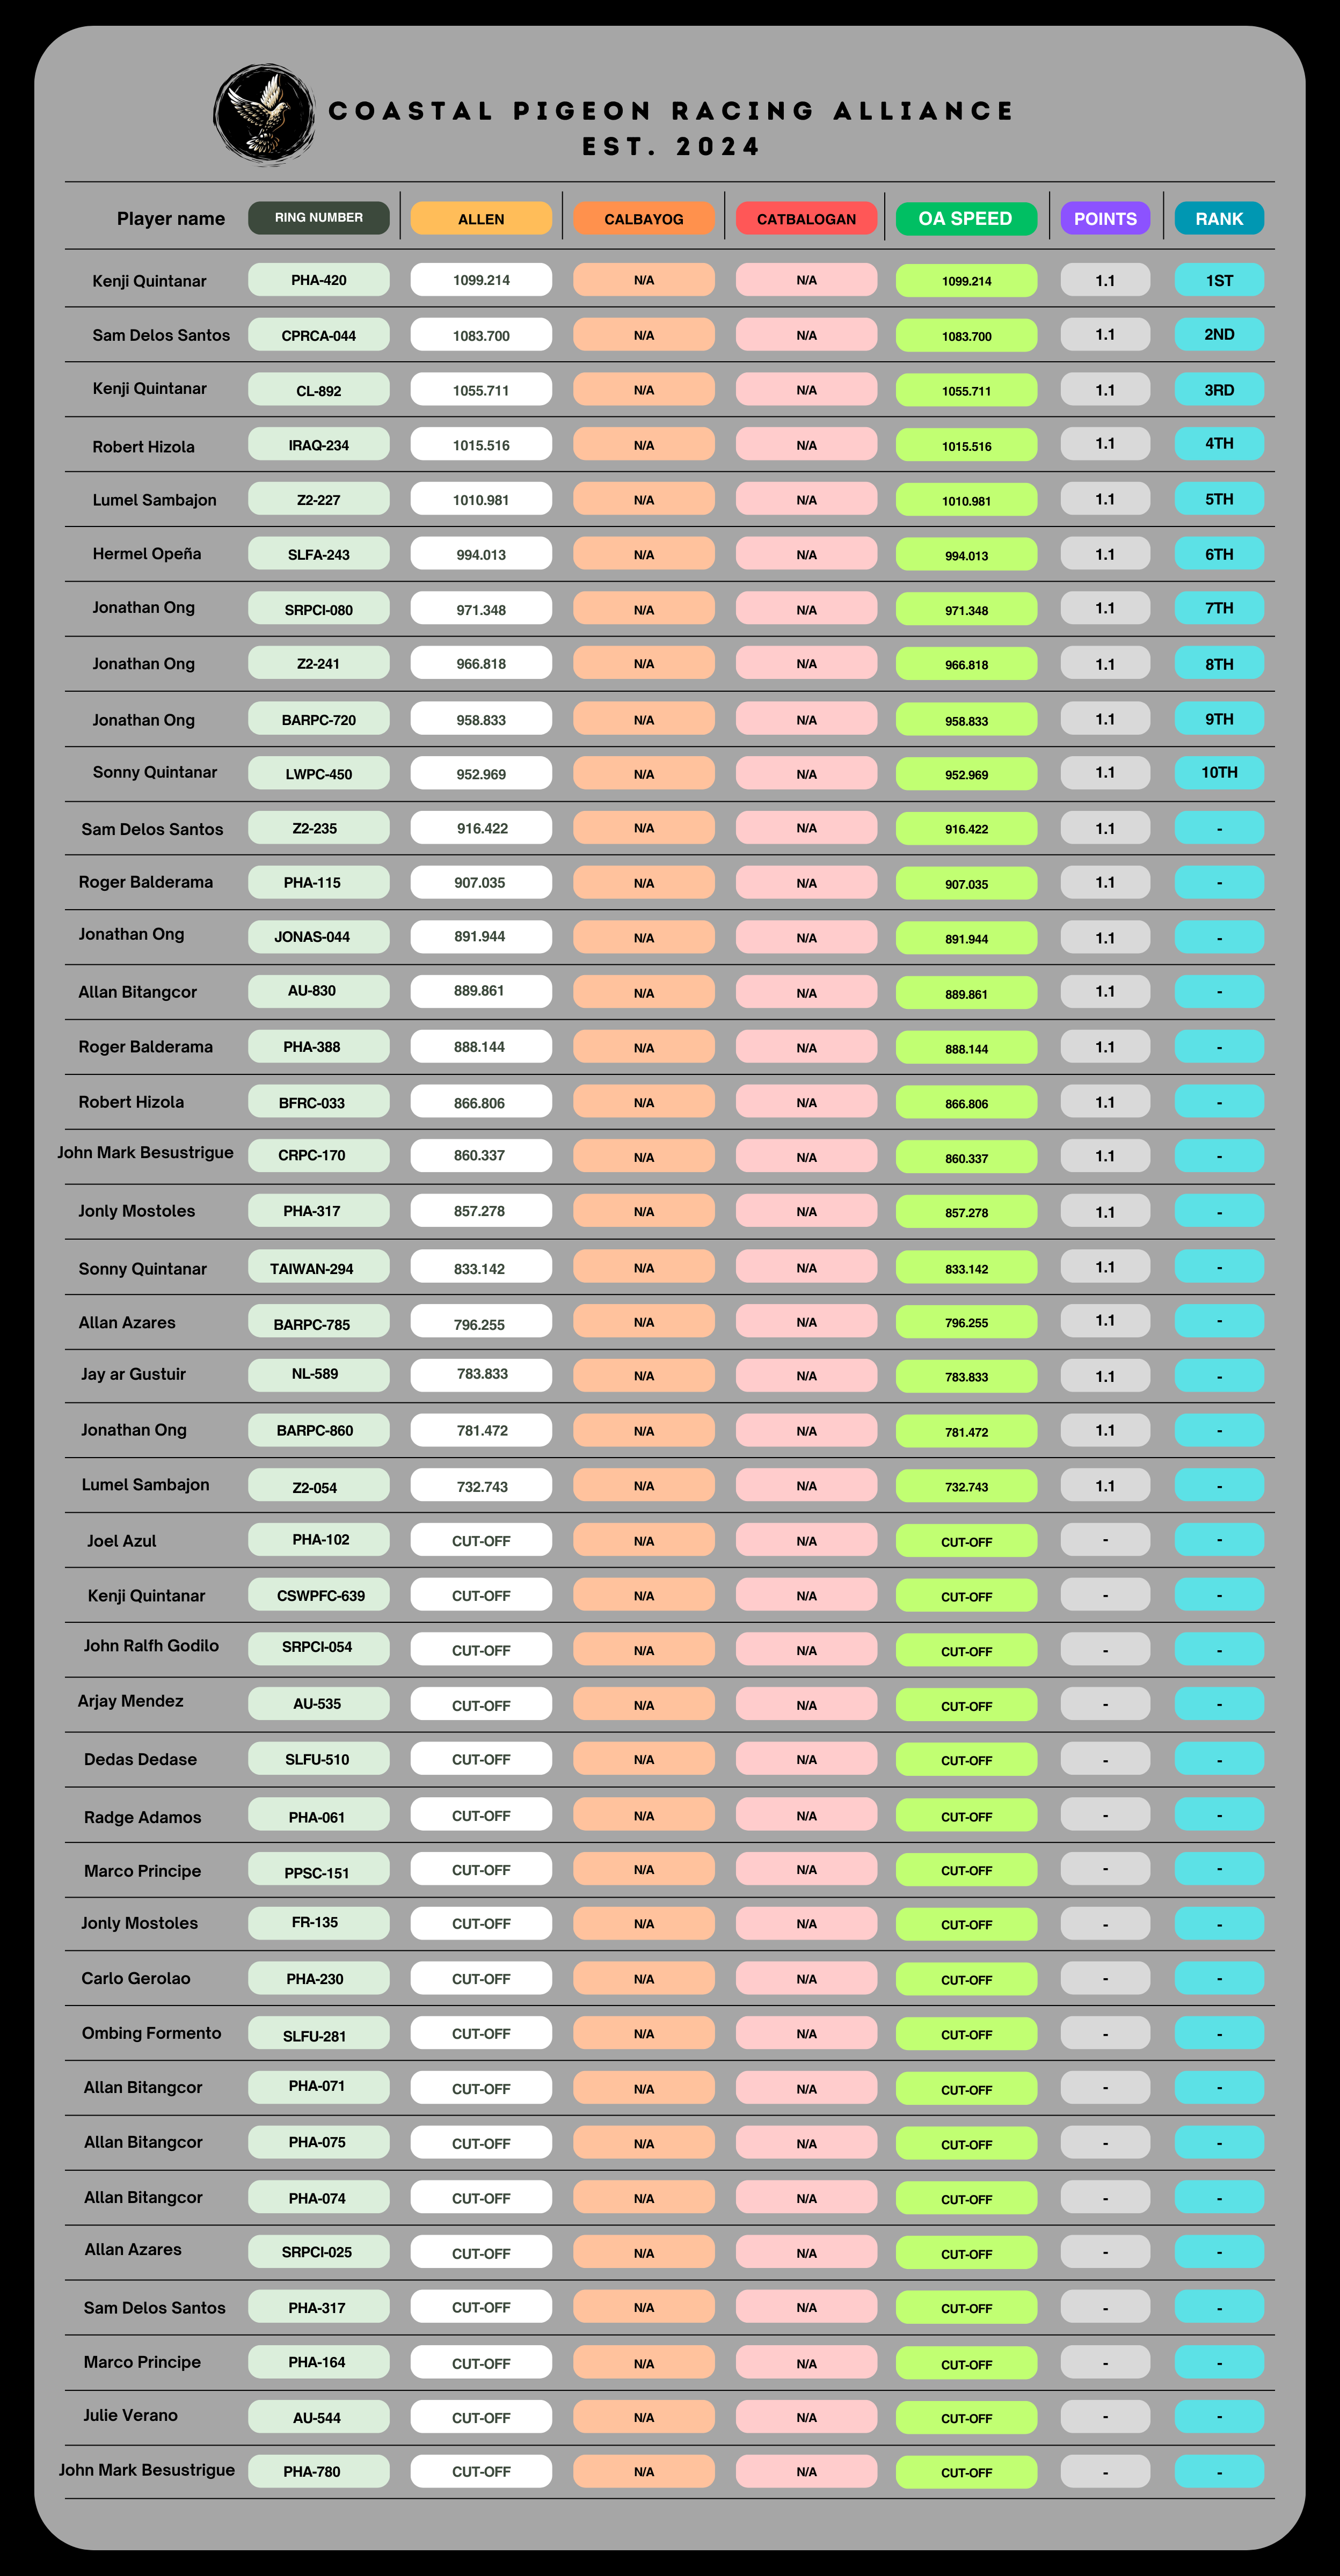 COASTAL PIGEON RACING ALLIANCE
EST. 2024
Player name RING NUMBER ALLEN CALBAYOG CATBALOGAN OA SPEED POINTS RANK
Kenji Quintanar PHA-420 1099.214 N/A N/A 1099.214 1.1 1ST
Sam Delos Santos CPRCA-044 1083.700 N/A N/A 1083.700 1.1 2ND
Kenji Quintanar CL-892 1055.711 N/A N/A 1055.711 1.1 3RD
Robert Hizola IRAQ-234 1015.516 N/A N/A 1015.516 1.1 4TH
Lumel Sambajon Z2-227 1010.981 N/A N/A 1010.981 1.1 5TH
Hermel Opeña SLFA-243 994.013 N/A N/A 994.013 1.1 6TH
Jonathan Ong SRPCI-080 971.348 N/A N/A 971.348 1.1 7TH
Jonathan Ong Z2-241 966.818 N/A N/A 966.818 1.1 8TH
Jonathan Ong BARPC-720 958.833 N/A N/A 958.833 1.1 9TH
Sonny Quintanar LWPC-450 952.969 N/A N/A 952.969 1.1 10TH
Sam Delos Santos Z2-235 916.422 N/A N/A 916.422 1.1 -
Roger Balderama PHA-115 907.035 N/A N/A 907.035 1.1 -
Jonathan Ong JONAS-044 891.944 N/A N/A 891.944 1.1 -
Allan Bitangcor AU-830 889.861 N/A N/A 889.861 1.1 -
Roger Balderama PHA-388 888.144 N/A N/A 888.144 1.1 -
Robert Hizola BFRC-033 866.806 N/A N/A 866.806 1.1 -
John Mark Besustrigue CRPC-170 860.337 N/A N/A 860.337 1.1 -
Jonly Mostoles PHA-317 857.278 N/A N/A 857.278 1.1 -
Sonny Quintanar TAIWAN-294 833.142 N/A N/A 833.142 1.1 -
Allan Azares BARPC-785 796.255 N/A N/A 796.255 1.1 -
Jay ar Gustuir NL-589 783.833 N/A N/A 783.833 1.1 -
Jonathan Ong BARPC-860 781.472 N/A N/A 781.472 1.1 -
Lumel Sambajon Z2-054 732.743 N/A N/A 732.743 1.1 -
Joel Azul PHA-102 CUT-OFF N/A N/A CUT-OFF - -
Kenji Quintanar CSWPFC-639 CUT-OFF N/A N/A CUT-OFF - -
John Ralfh Godilo SRPCI-054 CUT-OFF N/A N/A CUT-OFF - -
Arjay Mendez AU-535 CUT-OFF N/A N/A CUT-OFF - -
Dedas Dedase SLFU-510 CUT-OFF N/A N/A CUT-OFF - -
Radge Adamos PHA-061 CUT-OFF N/A N/A CUT-OFF - -
Marco Principe PPSC-151 CUT-OFF N/A N/A CUT-OFF - -
Jonly Mostoles FR-135 CUT-OFF N/A N/A CUT-OFF - -
Carlo Gerolao PHA-230 CUT-OFF N/A N/A CUT-OFF - -
Ombing Formento SLFU-281 CUT-OFF N/A N/A CUT-OFF - -
Allan Bitangcor PHA-071 CUT-OFF N/A N/A CUT-OFF - -
Allan Bitangcor PHA-075 CUT-OFF N/A N/A CUT-OFF - -
Allan Bitangcor PHA-074 CUT-OFF N/A N/A CUT-OFF - -
Allan Azares SRPCI-025 CUT-OFF N/A N/A CUT-OFF - -
Sam Delos Santos PHA-317 CUT-OFF N/A N/A CUT-OFF - -
Marco Principe PHA-164 CUT-OFF N/A N/A CUT-OFF - -
Julie Verano AU-544 CUT-OFF N/A N/A CUT-OFF - -
John Mark Besustrigue PHA-780 CUT-OFF N/A N/A CUT-OFF - -